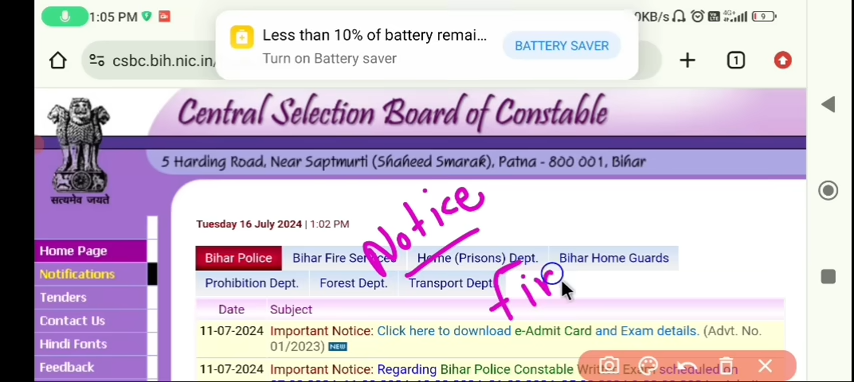 1:05 PM
0KB/s 4G 9
Less than 10% of battery remai...
Turn on Battery saver
BATTERY SAVER
csbc.bih.nic.in/
1
Central Selection Board of Constable
5 Harding Road, Near Saptmurti (Shaheed Smarak), Patna - 800 001, Bihar
सत्यमेव जयते
Tuesday 16 July 2024 | 1:02 PM
Notice
Fir
Home Page
Notifications
Tenders
Contact Us
Hindi Fonts
Feedback
Bihar Police Bihar Fire Services Home (Prisons) Dept. Bihar Home Guards
Prohibition Dept. Forest Dept. Transport Dept.
Date Subject
11-07-2024 Important Notice: Click here to download e-Admit Card and Exam details. (Advt. No.
01/2023) NEW
11-07-2024 Important Notice: Regarding Bihar Police Constable Written Exam scheduled on